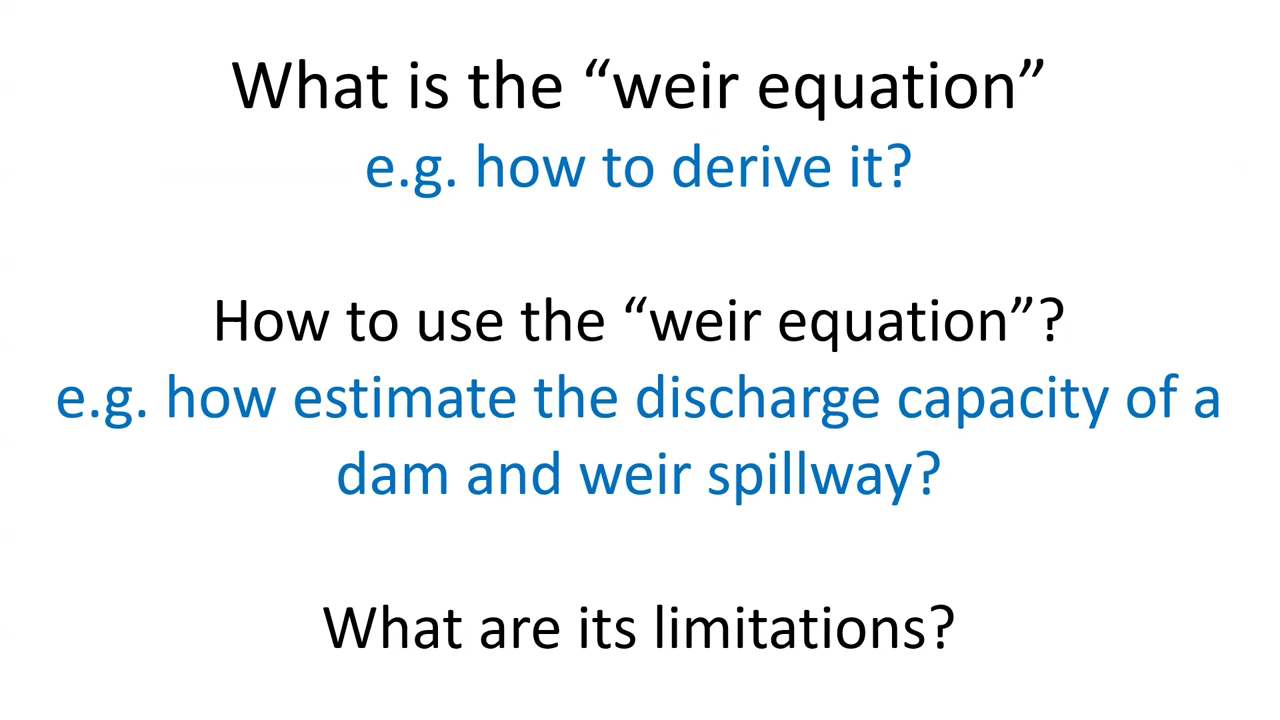 What is the “weir equation”
e.g. how to derive it?
How to use the “weir equation”?
e.g. how estimate the discharge capacity of a
dam and weir spillway?
What are its limitations?